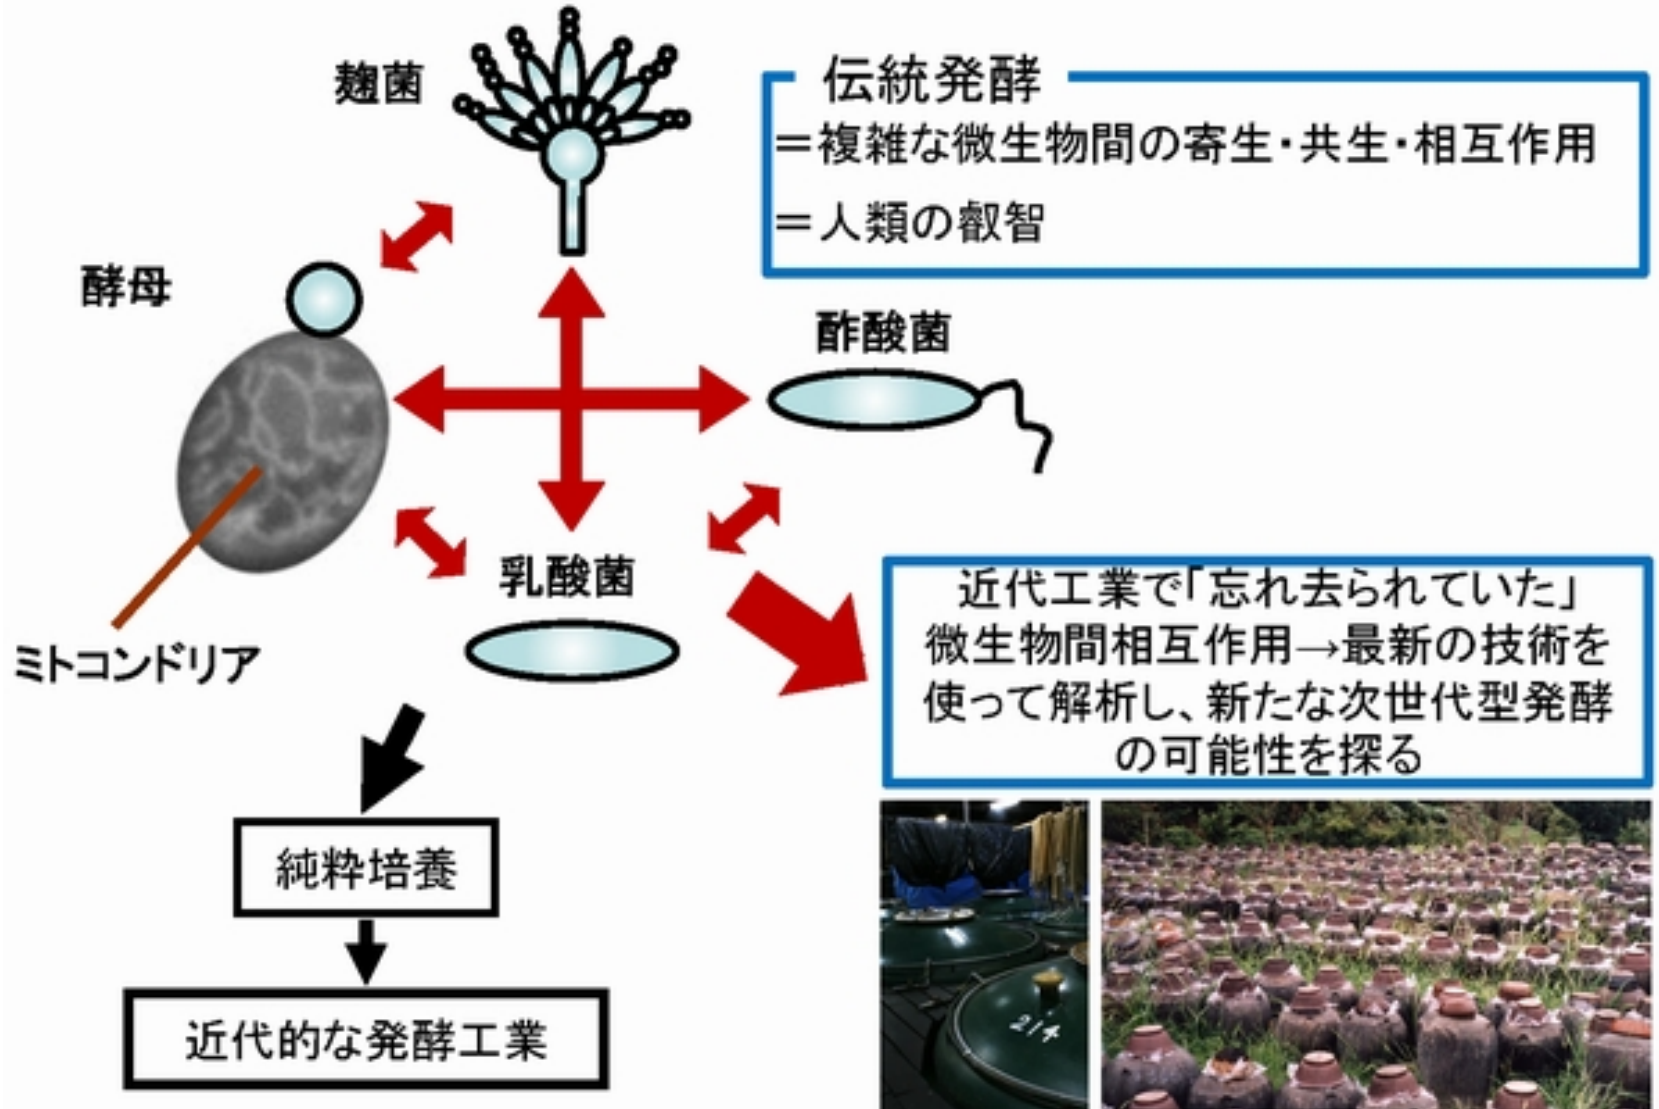 麹菌
伝統発酵
＝複雑な微生物間の寄生・共生・相互作用
＝人類の叡智
酵母
酢酸菌
乳酸菌
ミトコンドリア
近代工業で「忘れ去られていた」
微生物間相互作用→最新の技術を
使って解析し、新たな次世代型発酵
の可能性を探る
純粋培養
近代的な発酵工業
214